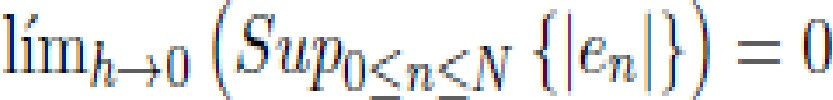 lím_{h→0} (Sup_{0≤n≤N} {|e_n|}) = 0